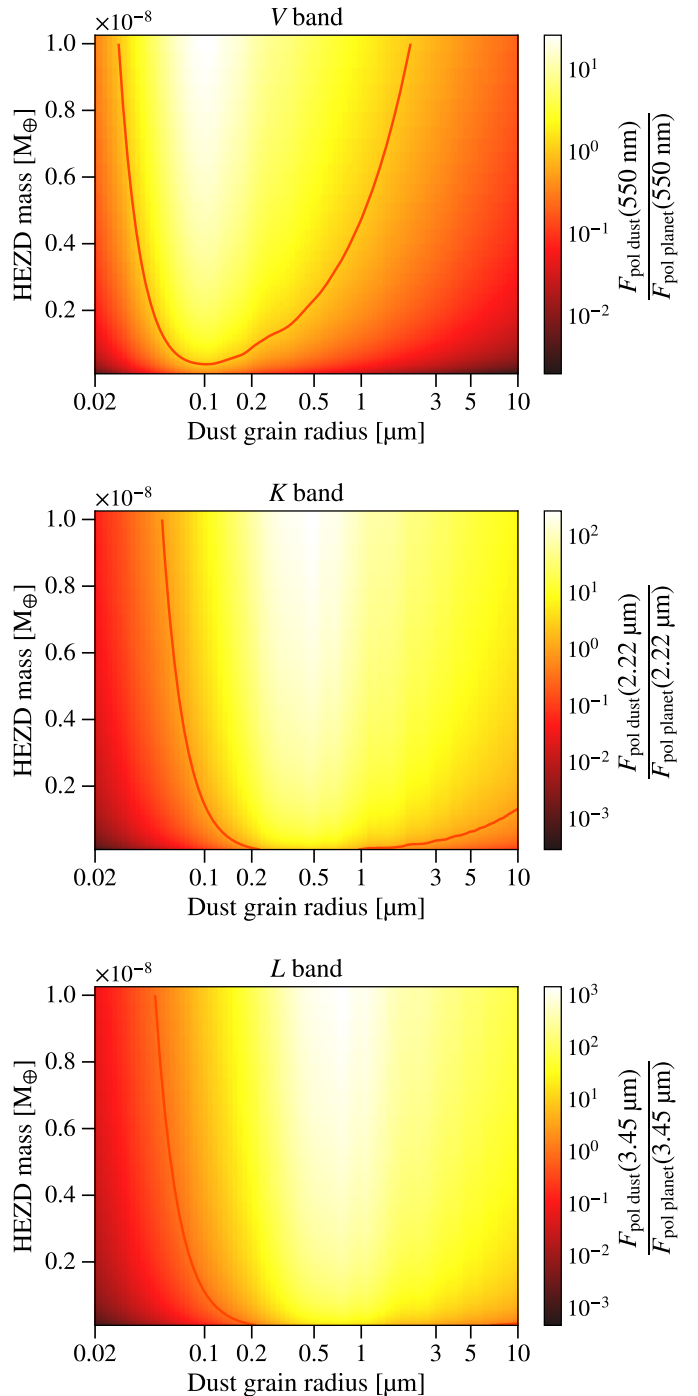 V band
×10⁻⁸
1.0
0.8
0.6
0.4
0.2
HEZD mass [M⊕]
0.02 0.1 0.2 0.5 1 3 5 10
Dust grain radius [µm]
10¹
10⁰
10⁻¹
10⁻²
F pol dust(550 nm)
F pol planet(550 nm)
K band
×10⁻⁸
1.0
0.8
0.6
0.4
0.2
HEZD mass [M⊕]
0.02 0.1 0.2 0.5 1 3 5 10
Dust grain radius [µm]
10²
10¹
10⁰
10⁻¹
10⁻²
10⁻³
F pol dust(2.22 µm)
F pol planet(2.22 µm)
L band
×10⁻⁸
1.0
0.8
0.6
0.4
0.2
HEZD mass [M⊕]
0.02 0.1 0.2 0.5 1 3 5 10
Dust grain radius [µm]
10³
10²
10¹
10⁰
10⁻¹
10⁻²
10⁻³
F pol dust(3.45 µm)
F pol planet(3.45 µm)